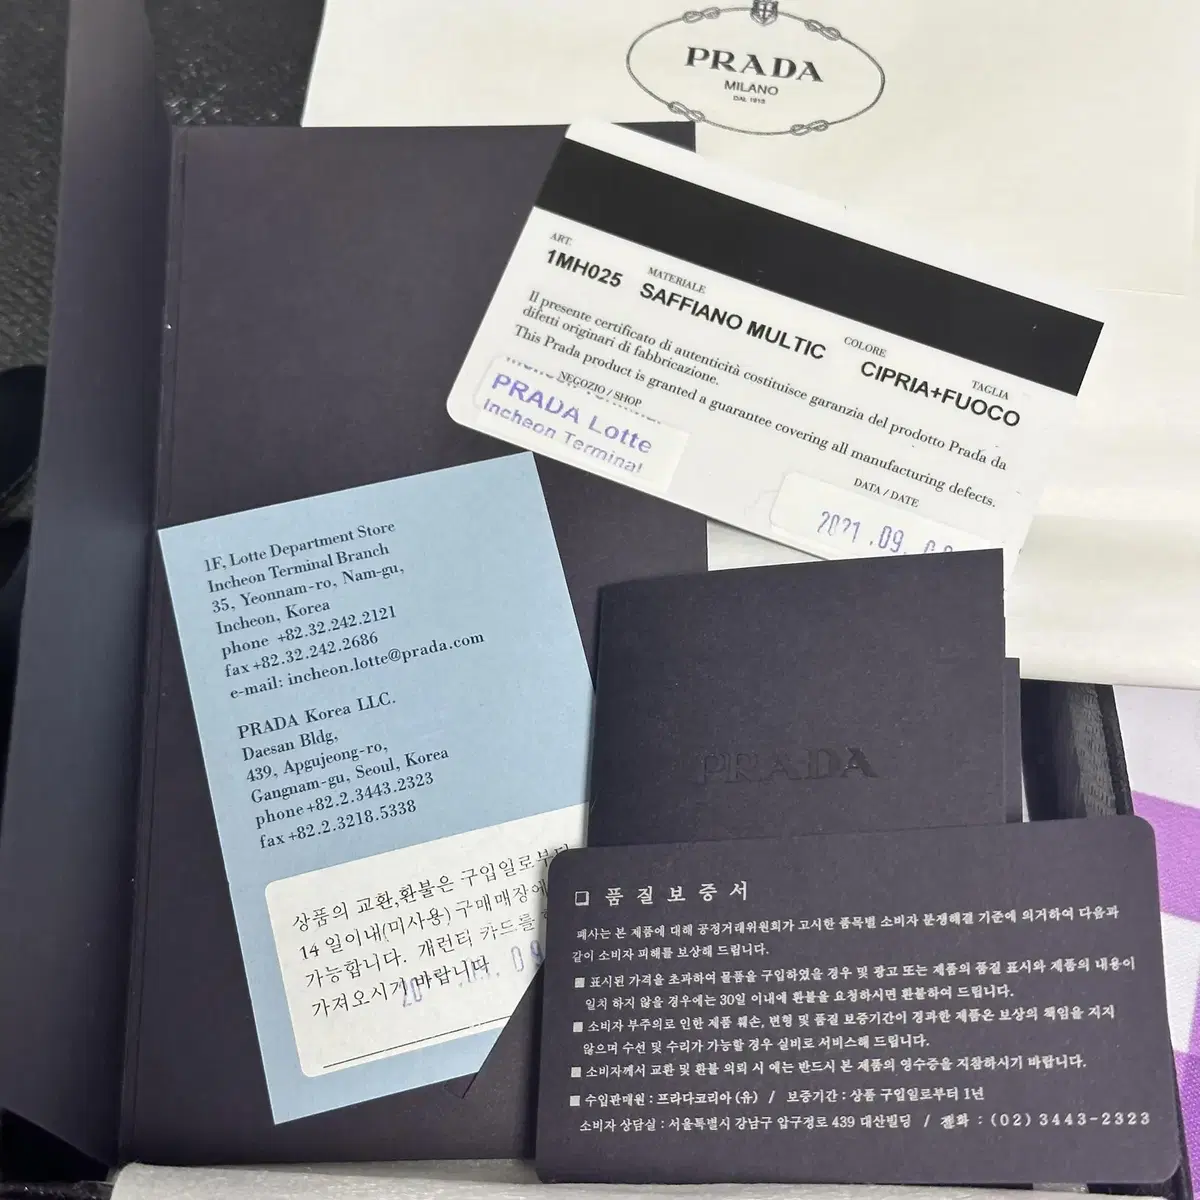 PRADA
MILANO
DAL 1913
ART.
1MH025
MATERIALE
SAFFIANO MULTIC
COLORE
CIPRIA+FUOCO
TAGLIA
Il presente certificato di autenticità costituisce garanzia del prodotto Prada da
difetti originari di fabbricazione.
This Prada product is granted a guarantee covering all manufacturing defects.
NEGOZIO / SHOP
PRADA Lotte
Incheon Terminal
DATA / DATE
2021.09.
1F, Lotte Department Store
Incheon Terminal Branch
35, Yeonnam-ro, Nam-gu,
Incheon, Korea
phone +82.32.242.2121
fax +82.32.242.2686
e-mail: incheon.lotte@prada.com
PRADA Korea LLC.
Daesan Bldg,
439, Apgujeong-ro,
Gangnam-gu, Seoul, Korea
phone +82.2.3443.2323
fax +82.2.3218.5338
상품의 교환,환불은 구입일로부터
14 일이내(미사용) 구매매장에
가능합니다. 개런티 카드를
가져오시기 바랍니다
PRADA
❑ 품 질 보 증 서
폐사는 본 제품에 대해 공정거래위원회가 고시한 품목별 소비자 분쟁해결 기준에 의거하여 다음과
같이 소비자 피해를 보상해 드립니다.
■ 표시된 가격을 초과하여 물품을 구입하였을 경우 및 광고 또는 제품의 품질 표시와 제품의 내용이
일치 하지 않을 경우에는 30일 이내에 환불을 요청하시면 환불하여 드립니다.
■ 소비자 부주의로 인한 제품 훼손, 변형 및 품질 보증기간이 경과한 제품은 보상의 책임을 지지
않으며 수선 및 수리가 가능할 경우 실비로 서비스해 드립니다.
■ 소비자께서 교환 및 환불 의뢰 시 에는 반드시 본 제품의 영수증을 지참하시기 바랍니다.
■ 수입판매원 : 프라다코리아 (유) / 보증기간 : 상품 구입일로부터 1년
소비자 상담실 : 서울특별시 강남구 압구정로 439 대산빌딩 / 전화 : (02) 3443-2323